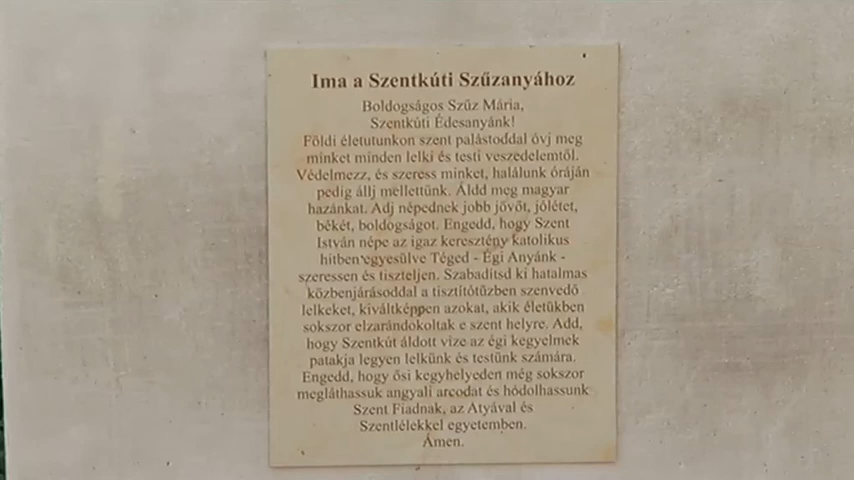 Ima a Szentkúti Szűzanyához
Boldogságos Szűz Mária,
Szentkúti Édesanyánk!
Földi életutunkon szent palástoddal óvj meg
minket minden lelki és testi veszedelemtől.
Védelmezz, és szeress minket, halálunk óráján
pedig állj mellettünk. Áldd meg magyar
hazánkat. Adj népednek jobb jövőt, jólétet,
békét, boldogságot. Engedd, hogy Szent
István népe az igaz keresztény katolikus
hitben egyesülve Téged - Égi Anyánk -
szeressen és tiszteljen. Szabadítsd ki hatalmas
közbenjárásoddal a tisztítótűzben szenvedő
lelkeket, kiváltképpen azokat, akik életükben
sokszor elzarándokoltak e szent helyre. Add,
hogy Szentkút áldott vize az égi kegyelmek
patakja legyen lelkünk és testünk számára.
Engedd, hogy ősi kegyhelyeden még sokszor
megláthassuk angyali arcodat és hódolhassunk
Szent Fiadnak, az Atyával és
Szentlélekkel egyetemben.
Ámen.